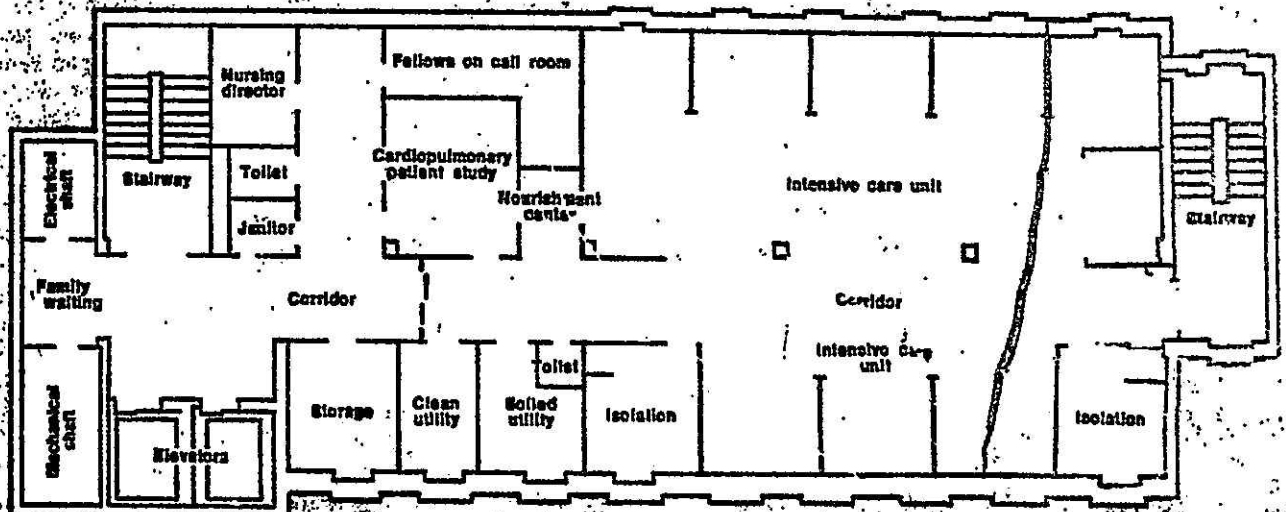 Fellows on call room
Nursing
director
Cardiopulmonary
patient study
Electrical
shaft
Stairway
Toilet
Intensive care unit
Nourishment
Janitor
Stairway
Family
waiting
Corridor
Corridor
Intensive care
unit
Toilet
Storage
Clean
utility
Soiled
utility
Isolation
Isolation
Mechanical
shaft
Elevators